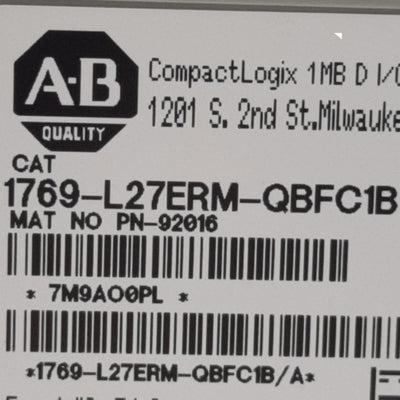 A-B
QUALITY
CompactLogix 1MB D I/O
1201 S. 2nd St.Milwauke
CAT
1769-L27ERM-QBFC1B
MAT NO PN-92016
* 7M9AO0PL *
*1769-L27ERM-QBFC1B/A*